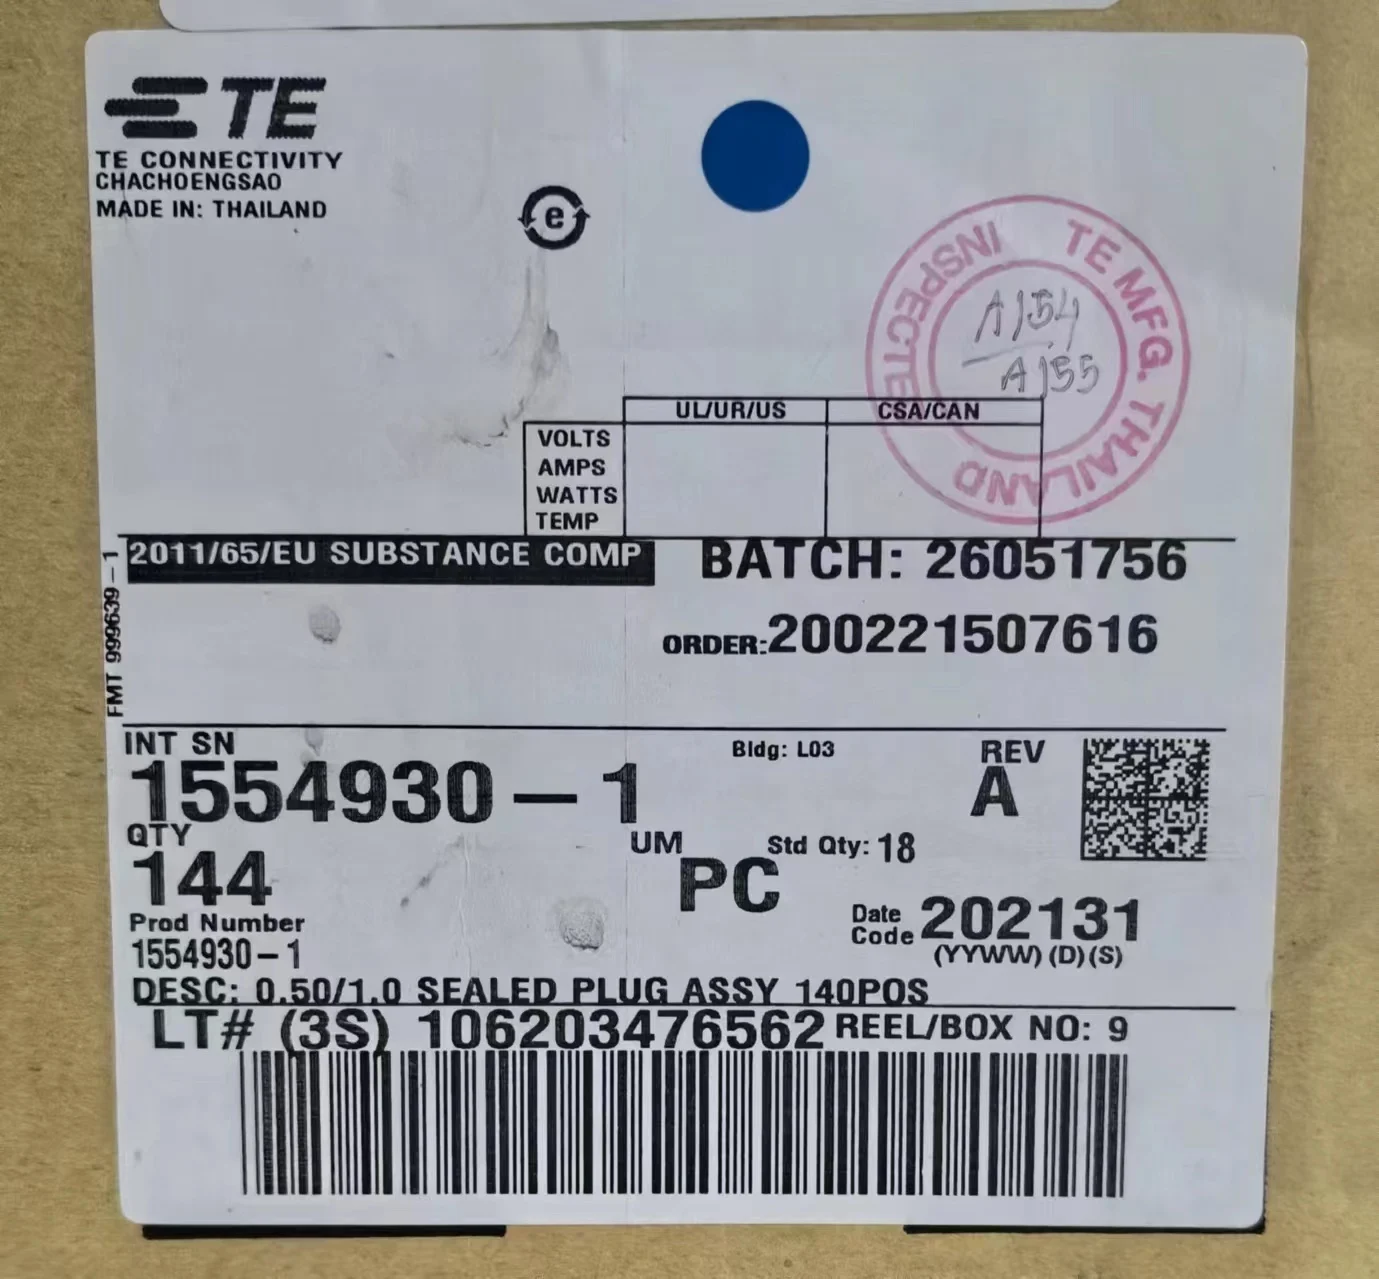 TE
TE CONNECTIVITY
CHACHOENGSAO
MADE IN: THAILAND
e
TE MFG. THAILAND
INSPECTE
A154
A155
UL/UR/US CSA/CAN
VOLTS
AMPS
WATTS
TEMP
2011/65/EU SUBSTANCE COMP BATCH: 26051756
ORDER:200221507616
FMT 999639-1
INT SN Bldg: L03 REV
1554930-1 A
QTY UM Std Qty: 18
144 PC
Prod Number Date Code 202131
1554930-1 (YYWW)(D)(S)
DESC: 0.50/1.0 SEALED PLUG ASSY 140POS
LT# (3S) 106203476562 REEL/BOX NO: 9